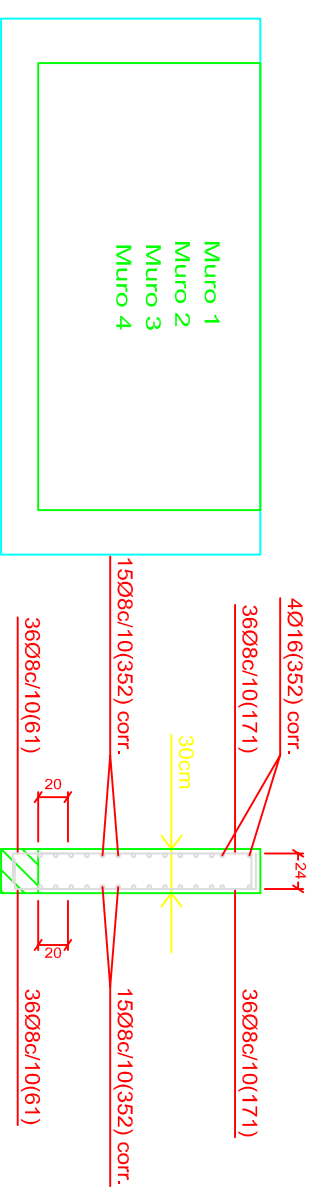 Muro 1
Muro 2
Muro 3
Muro 4
4Ø16(352) corr.
24
36Ø8c/10(171)
36Ø8c/10(171)
30cm
15Ø8c/10(352) corr.
15Ø8c/10(352) corr.
20
20
36Ø8c/10(61)
36Ø8c/10(61)